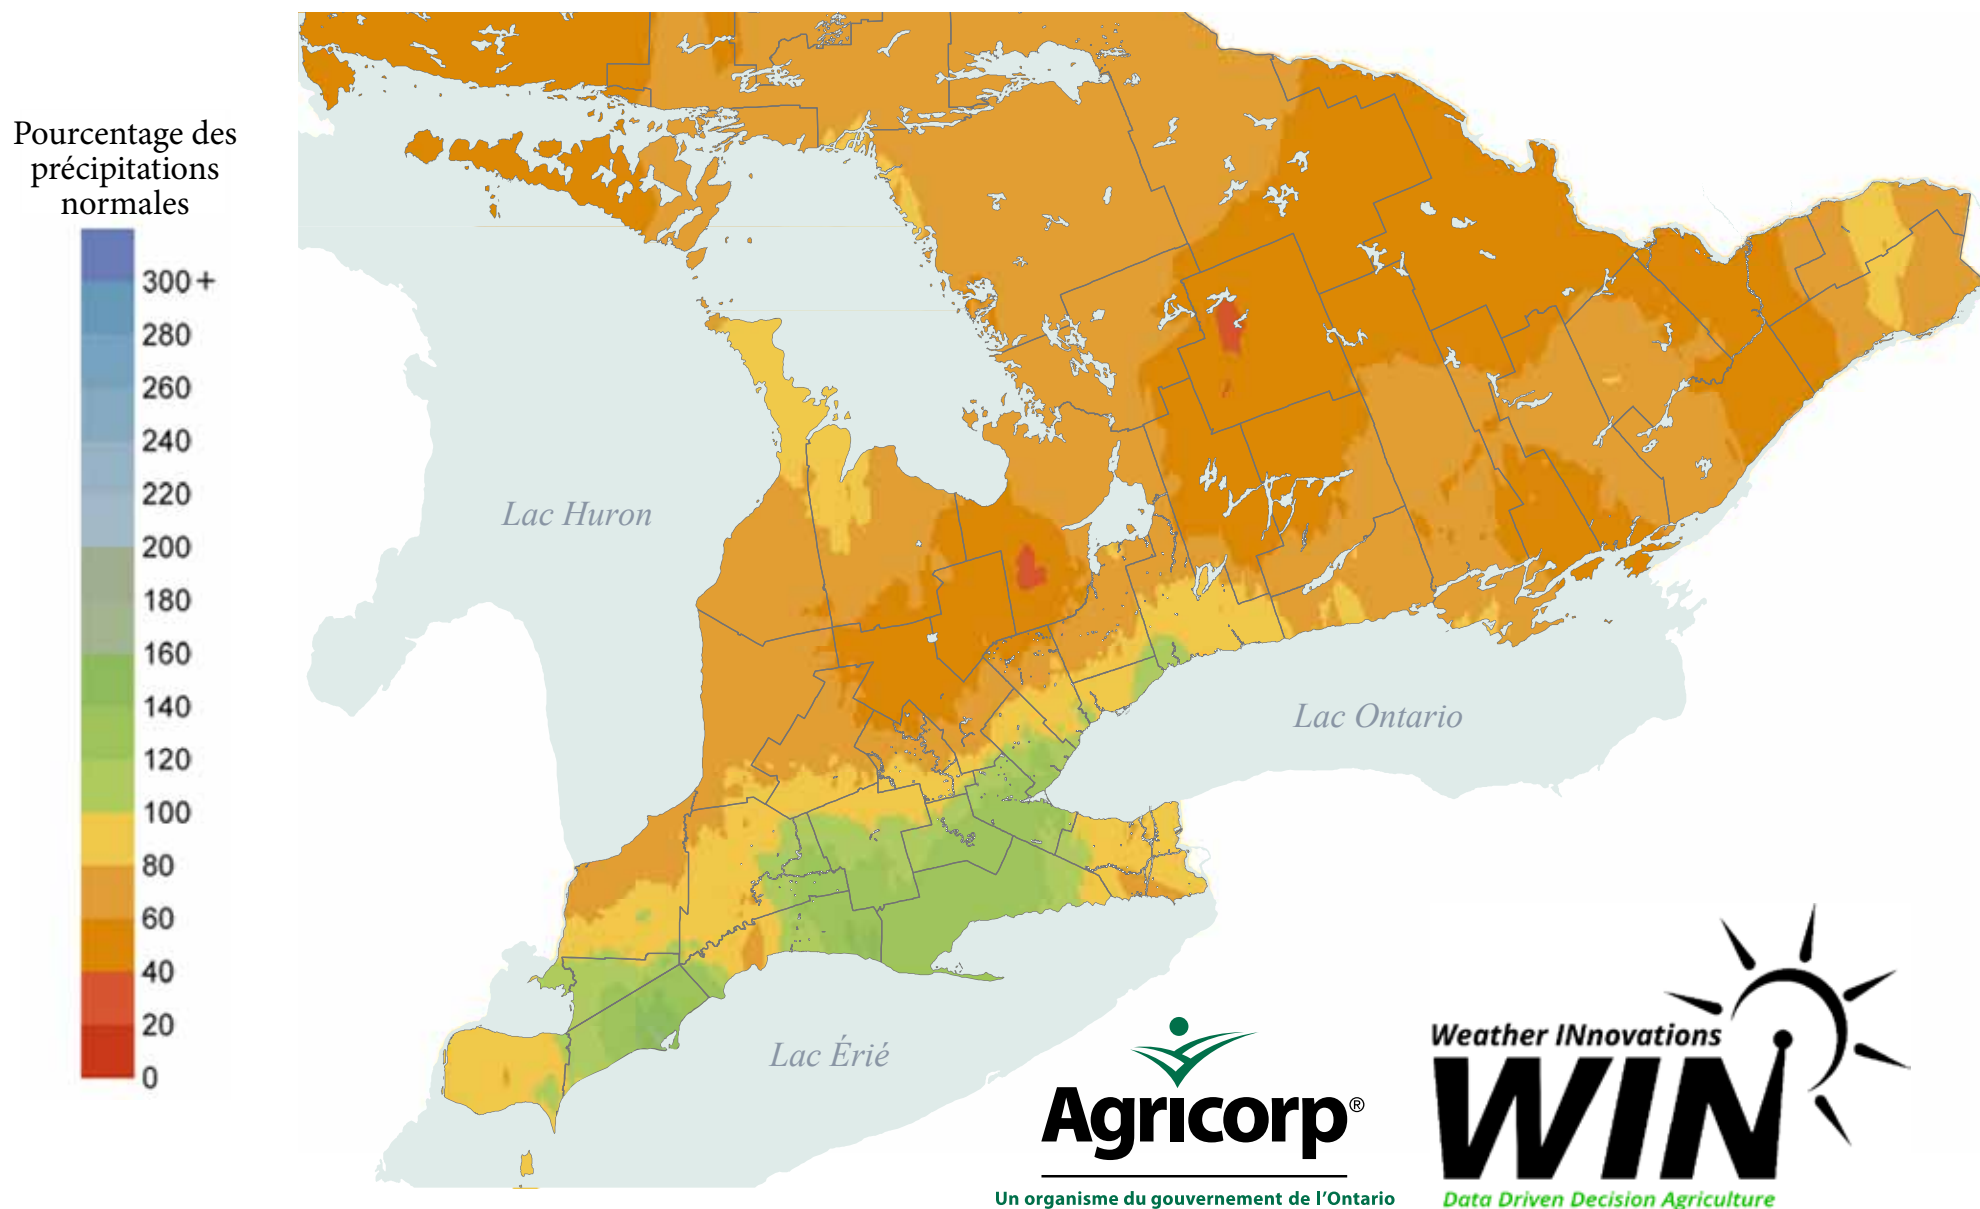 Pourcentage des
précipitations
normales
300+
280
260
240
220
200
180
160
140
120
100
80
60
40
20
0
Lac Huron
Lac Ontario
Lac Érié
Agricorp®
Un organisme du gouvernement de l'Ontario
Weather INnovations
WIN
Data Driven Decision Agriculture